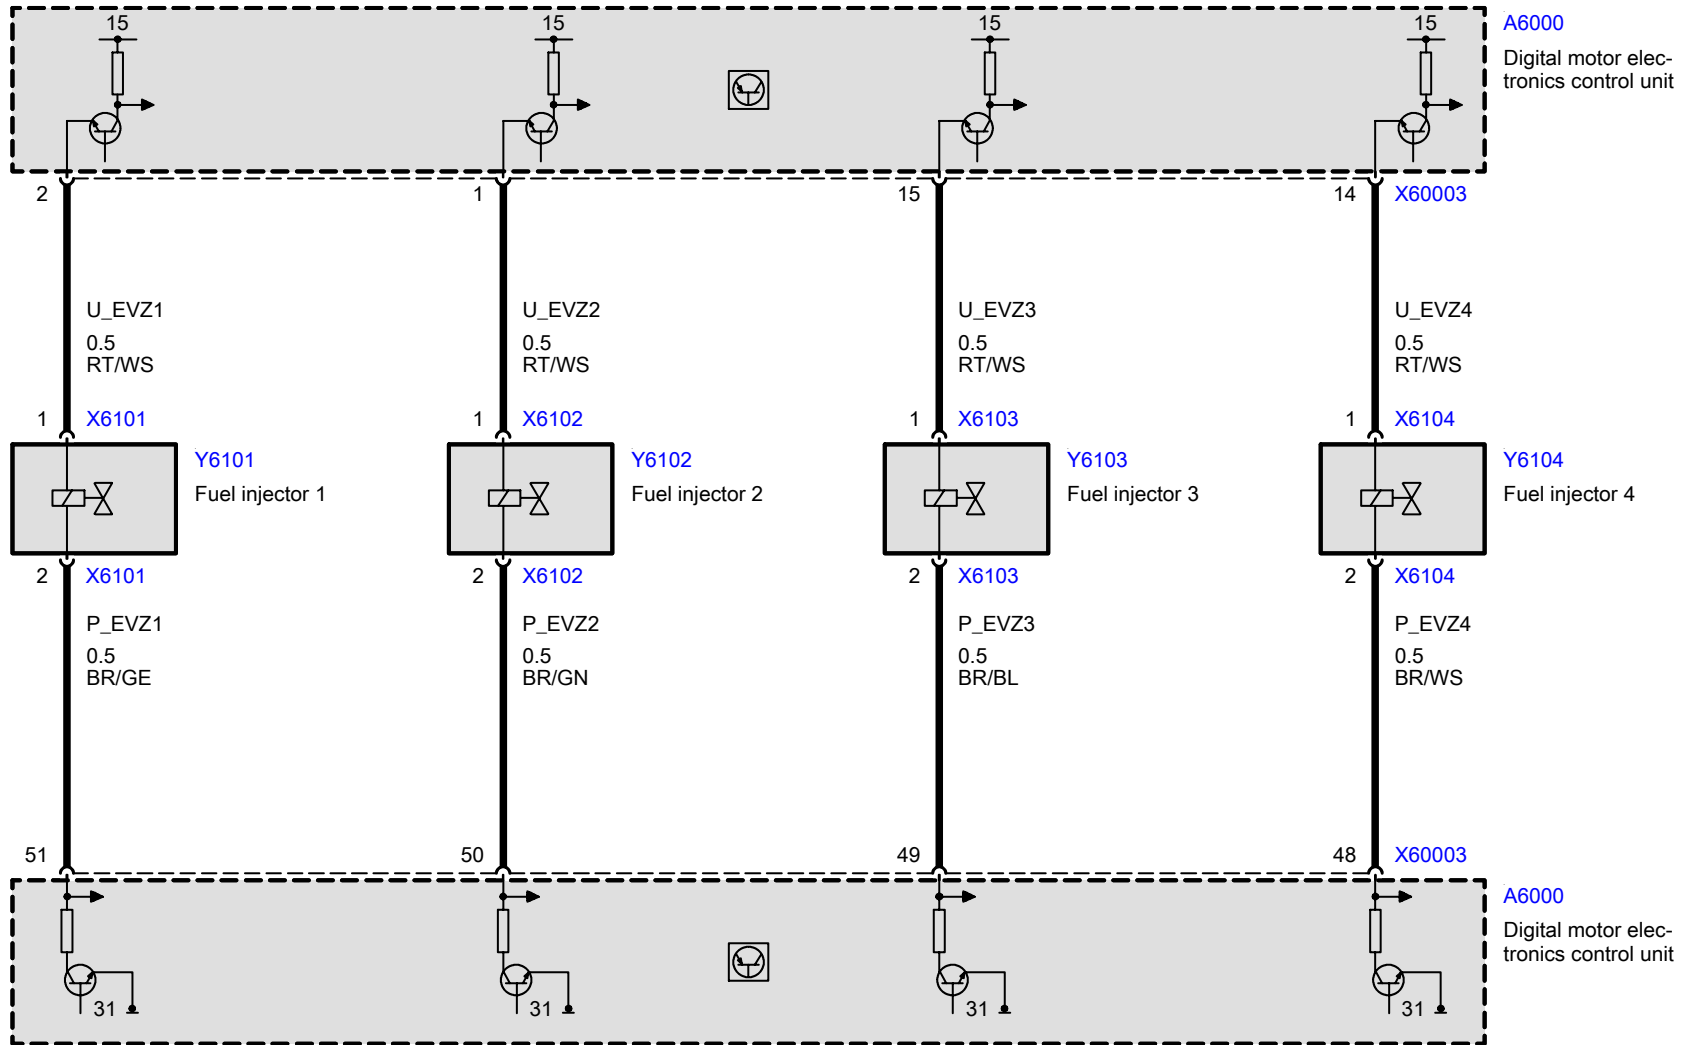 15 15 15 15
A6000
Digital motor elec-
tronics control unit
2 1 15 14 X60003
U_EVZ1 U_EVZ2 U_EVZ3 U_EVZ4
0.5 0.5 0.5 0.5
RT/WS RT/WS RT/WS RT/WS
1 X6101 1 X6102 1 X6103 1 X6104
Y6101 Y6102 Y6103 Y6104
Fuel injector 1 Fuel injector 2 Fuel injector 3 Fuel injector 4
2 X6101 2 X6102 2 X6103 2 X6104
P_EVZ1 P_EVZ2 P_EVZ3 P_EVZ4
0.5 0.5 0.5 0.5
BR/GE BR/GN BR/BL BR/WS
51 50 49 48 X60003
A6000
Digital motor elec-
tronics control unit
31 31 31 31